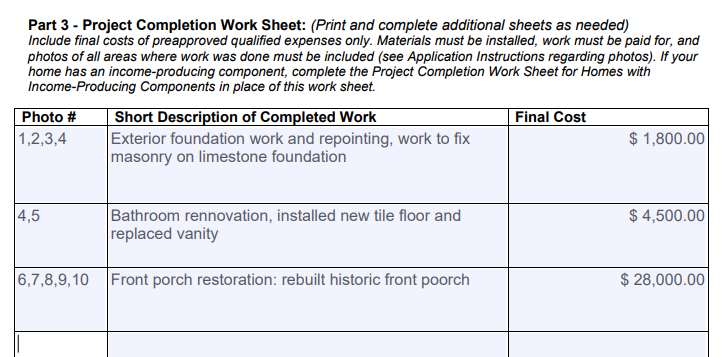 Part 3 - Project Completion Work Sheet: (Print and complete additional sheets as needed)
Include final costs of preapproved qualified expenses only. Materials must be installed, work must be paid for, and
photos of all areas where work was done must be included (see Application Instructions regarding photos). If your
home has an income-producing component, complete the Project Completion Work Sheet for Homes with
Income-Producing Components in place of this work sheet.
Photo # Short Description of Completed Work Final Cost
1,2,3,4 Exterior foundation work and repointing, work to fix $ 1,800.00
masonry on limestone foundation
4,5 Bathroom rennovation, installed new tile floor and $ 4,500.00
replaced vanity
6,7,8,9,10 Front porch restoration: rebuilt historic front poorch $ 28,000.00